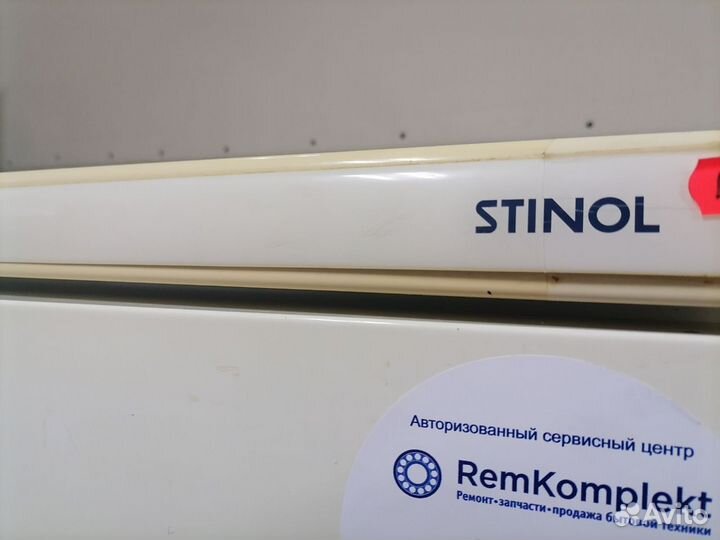 STINOL
Авторизованный сервисный центр
RemKomplekt
Ремонт•запчасти•продажа бытовой техники
Avito